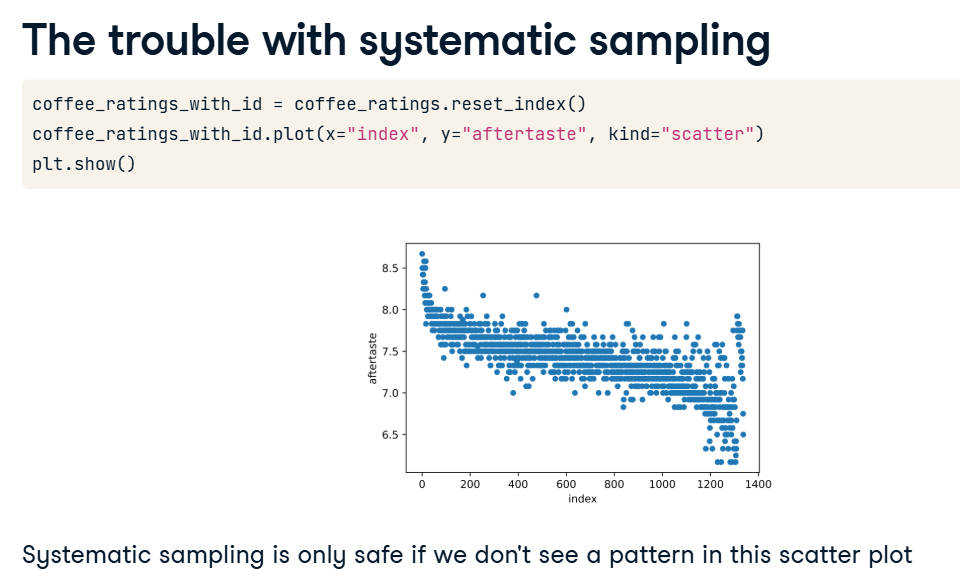 The trouble with systematic sampling
coffee_ratings_with_id = coffee_ratings.reset_index()
coffee_ratings_with_id.plot(x="index", y="aftertaste", kind="scatter")
plt.show()
8.5
8.0
7.5
7.0
6.5
aftertaste
0 200 400 600 800 1000 1200 1400
index
Systematic sampling is only safe if we don't see a pattern in this scatter plot